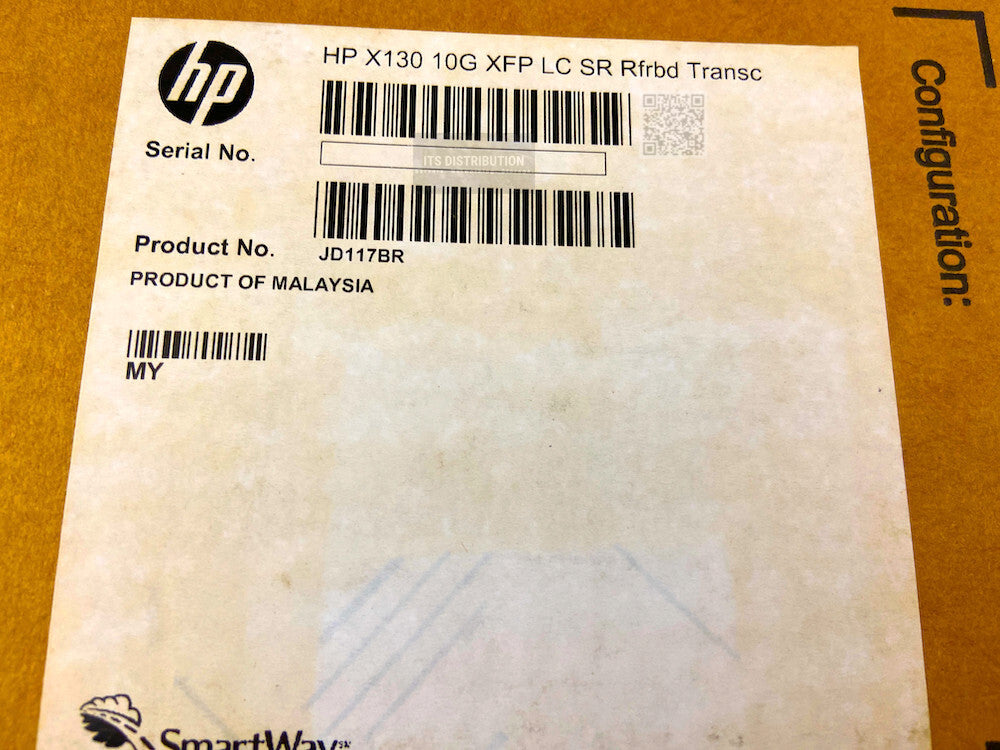 hp
HP X130 10G XFP LC SR Rfrbd Transc
Serial No.
ITS DISTRIBUTION
Product No.
JD117BR
PRODUCT OF MALAYSIA
MY
SmartWay
Configuration: